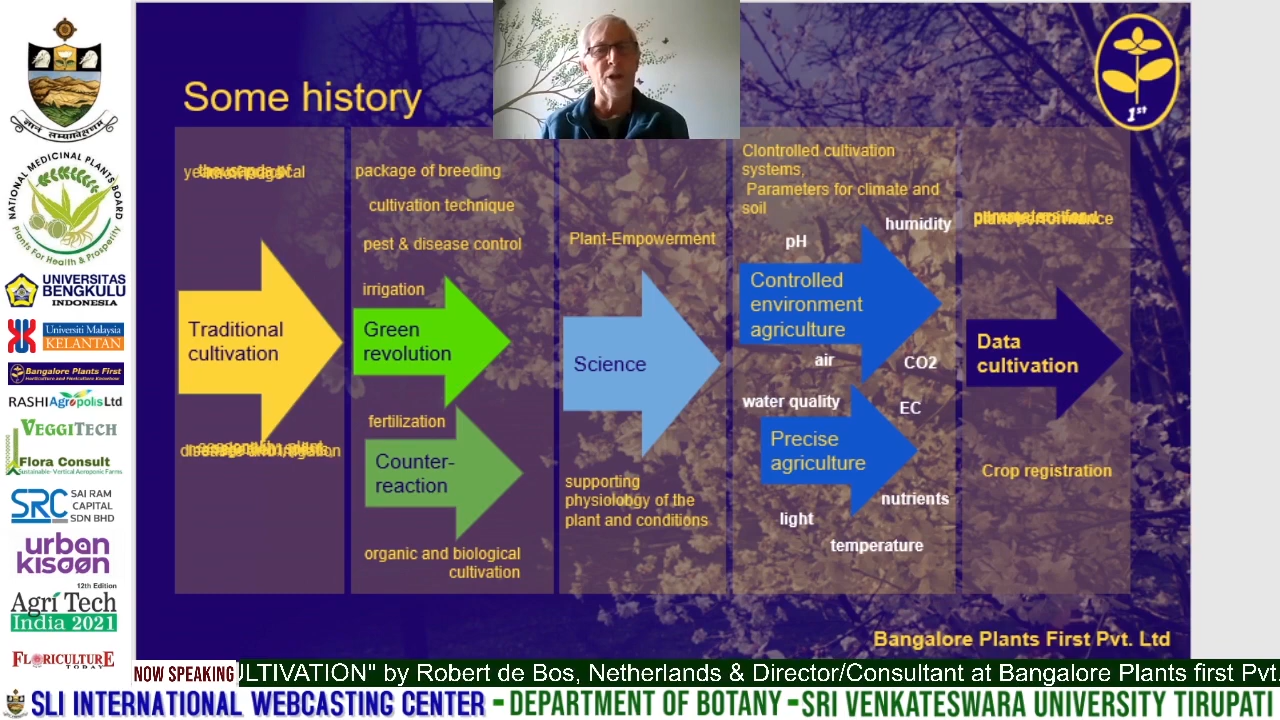 ज्ञानं सम्यगवेक्षणम्
NATIONAL MEDICINAL PLANTS BOARD
Plants For Health & Prosperity
UNIVERSITAS
BENGKULU
INDONESIA
Universiti Malaysia
KELANTAN
Bangalore Plants First
RASHI Agropolis Ltd
VEGGITECH
Flora Consult
Sustainable- Vertical Aeroponic Farms
SRC
SAI RAM
CAPITAL
SDN BHD
urban
kisaan
12th Edition
Agri Tech
India 2021
FLORICULTURE
TODAY
Some history
1st
package of breeding
cultivation technique
pest & disease control
irrigation
Traditional
cultivation
Green
revolution
fertilization
Counter-
reaction
organic and biological
cultivation
Plant-Empowerment
Science
supporting
physiolobgy of the
plant and conditions
Clontrolled cultivation
systems,
Parameters for climate and
soil
humidity
pH
Controlled
environment
agriculture
air
CO2
water quality
EC
Precise
agriculture
nutrients
light
temperature
Data
cultivation
Crop registration
Bangalore Plants First Pvt. Ltd
NOW SPEAKING
ULTIVATION" by Robert de Bos, Netherlands & Director/Consultant at Bangalore Plants first Pvt.
SLI INTERNATIONAL WEBCASTING CENTER - DEPARTMENT OF BOTANY - SRI VENKATESWARA UNIVERSITY TIRUPATI